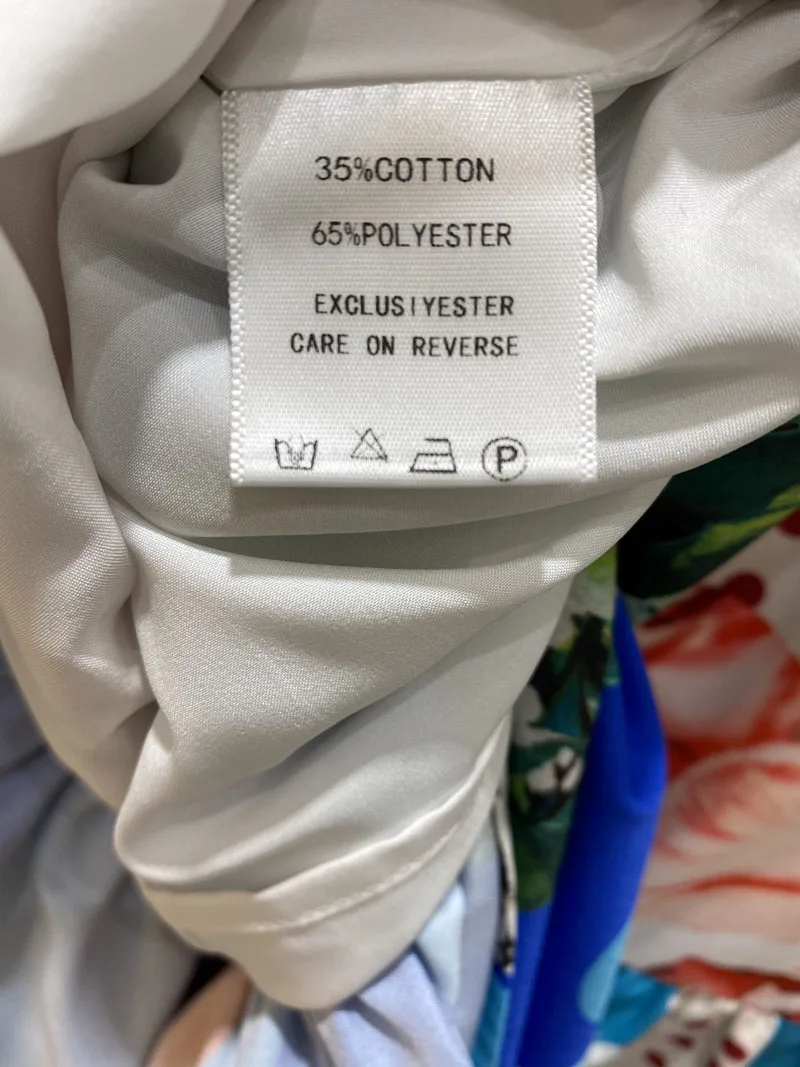 35%COTTON
65%POLYESTER
EXCLUSIYESTER
CARE ON REVERSE
P